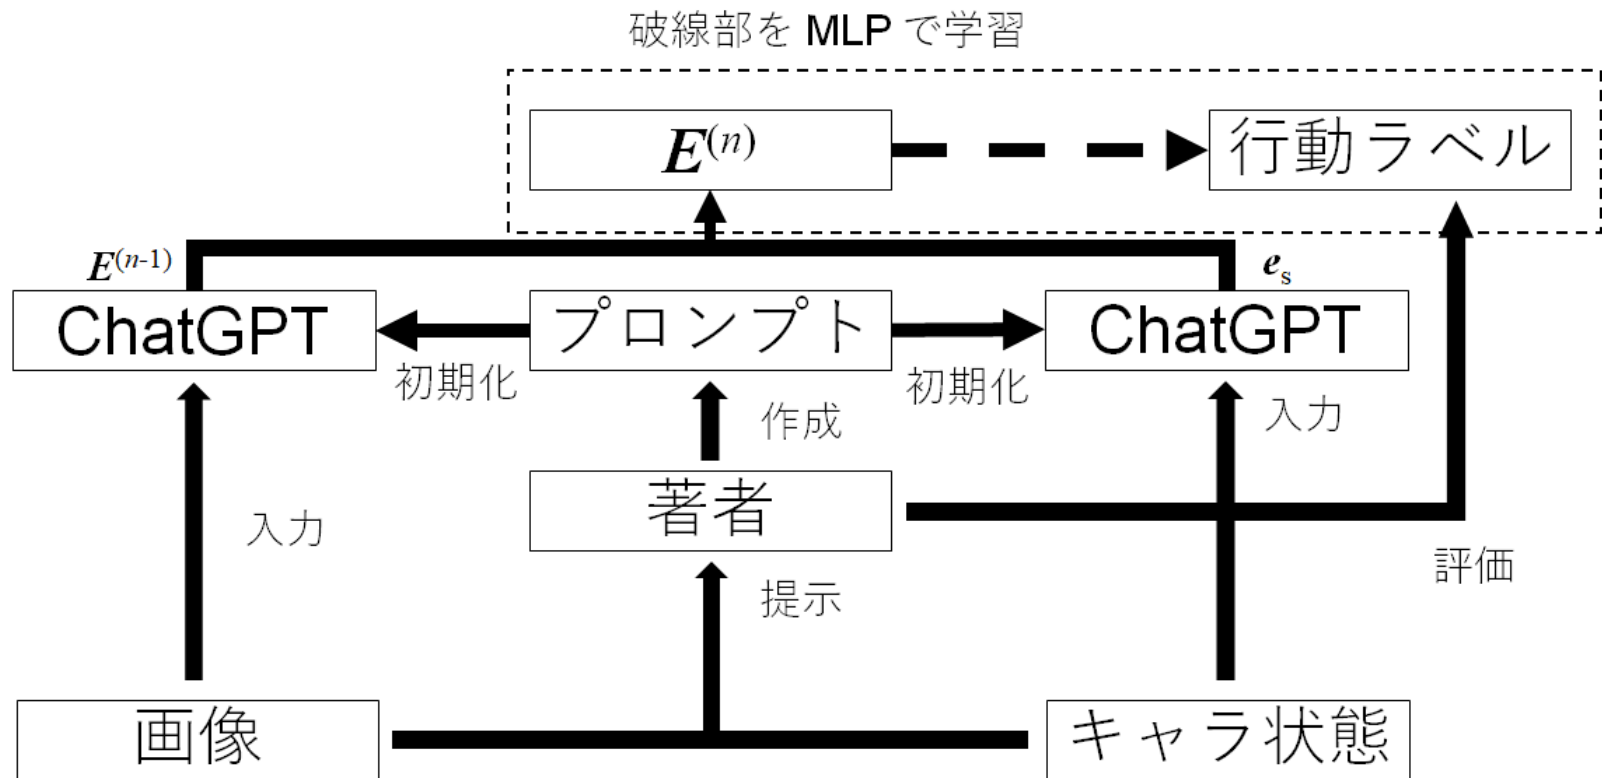 破線部を MLP で学習
E(n)
行動ラベル
E(n-1)
es
ChatGPT
プロンプト
ChatGPT
初期化
初期化
作成
入力
著者
入力
評価
提示
画像
キャラ状態